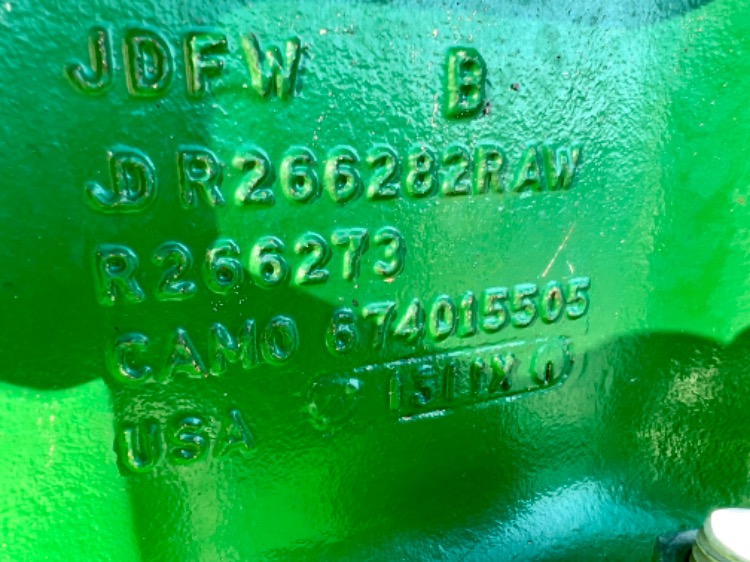 JDFW B
JD R266282RAW
R266273
CAMO 674015505
USA